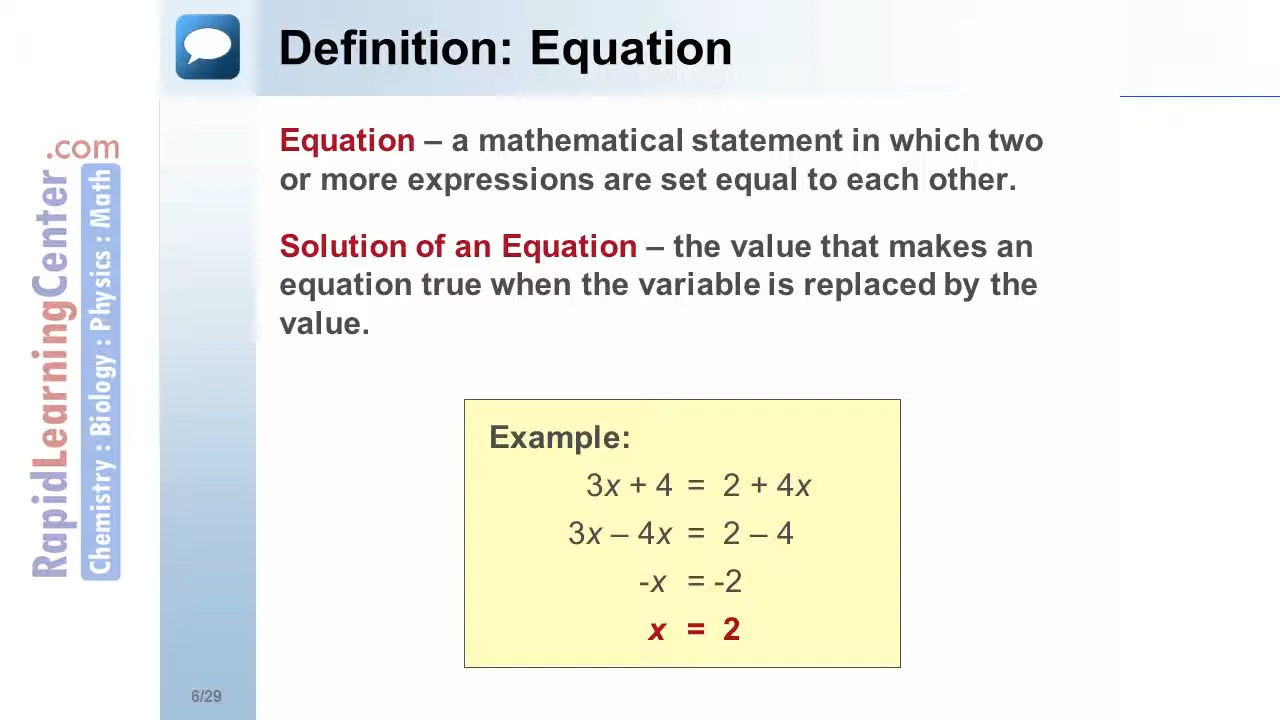 Definition: Equation
Equation – a mathematical statement in which two
or more expressions are set equal to each other.
Solution of an Equation – the value that makes an
equation true when the variable is replaced by the
value.
Example:
3x + 4 = 2 + 4x
3x – 4x = 2 – 4
-x = -2
x = 2
RapidLearningCenter.com
Chemistry : Biology : Physics : Math
6/29